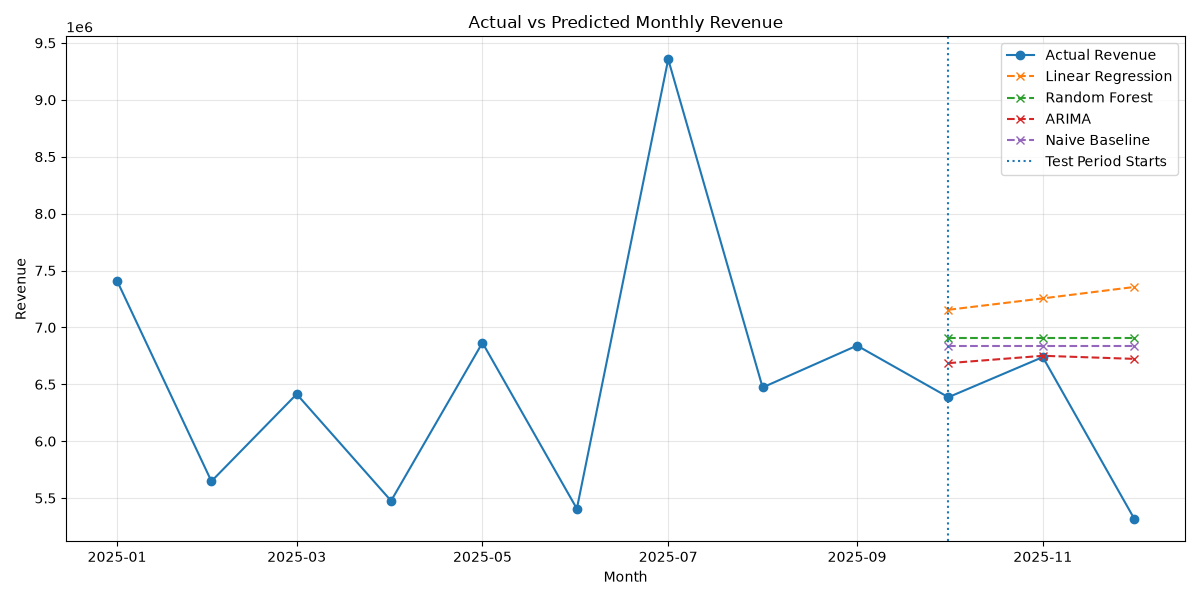 Actual vs Predicted Monthly Revenue
1e6
9.5
9.0
8.5
8.0
7.5
7.0
6.5
6.0
5.5
Revenue
Actual Revenue
Linear Regression
Random Forest
ARIMA
Naive Baseline
Test Period Starts
2025-01
2025-03
2025-05
2025-07
2025-09
2025-11
Month